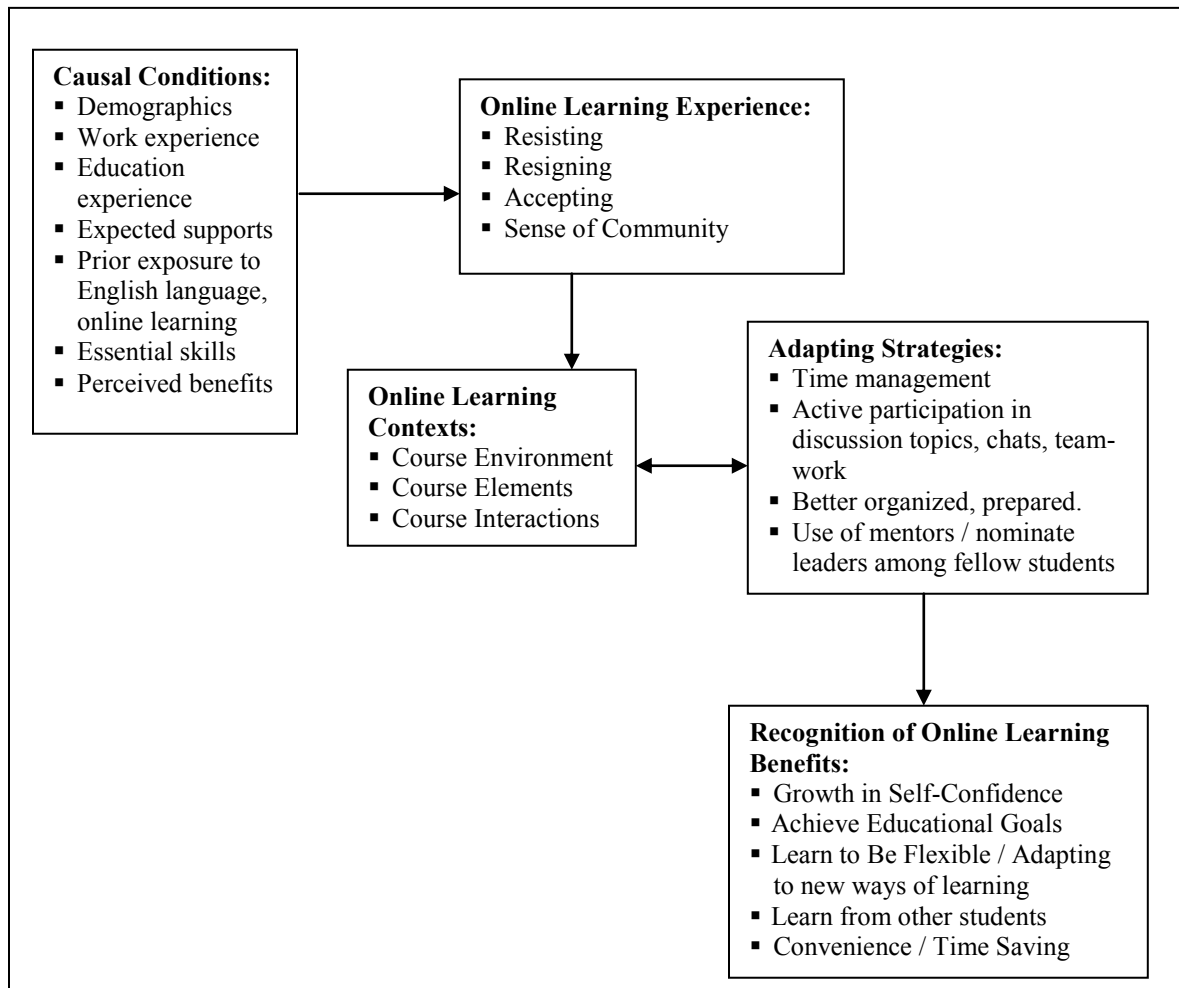 Causal Conditions:
▪ Demographics
▪ Work experience
▪ Education
experience
▪ Expected supports
▪ Prior exposure to
English language,
online learning
▪ Essential skills
▪ Perceived benefits
Online Learning Experience:
▪ Resisting
▪ Resigning
▪ Accepting
▪ Sense of Community
Online Learning
Contexts:
▪ Course Environment
▪ Course Elements
▪ Course Interactions
Adapting Strategies:
▪ Time management
▪ Active participation in
discussion topics, chats, team-
work
▪ Better organized, prepared.
▪ Use of mentors / nominate
leaders among fellow students
Recognition of Online Learning
Benefits:
▪ Growth in Self-Confidence
▪ Achieve Educational Goals
▪ Learn to Be Flexible / Adapting
to new ways of learning
▪ Learn from other students
▪ Convenience / Time Saving